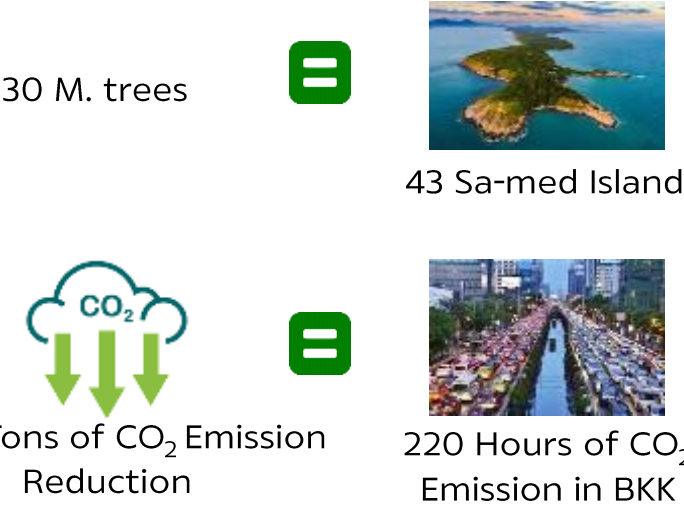 30 M. trees
43 Sa-med Island
CO₂
Tons of CO₂ Emission
Reduction
220 Hours of CO₂
Emission in BKK